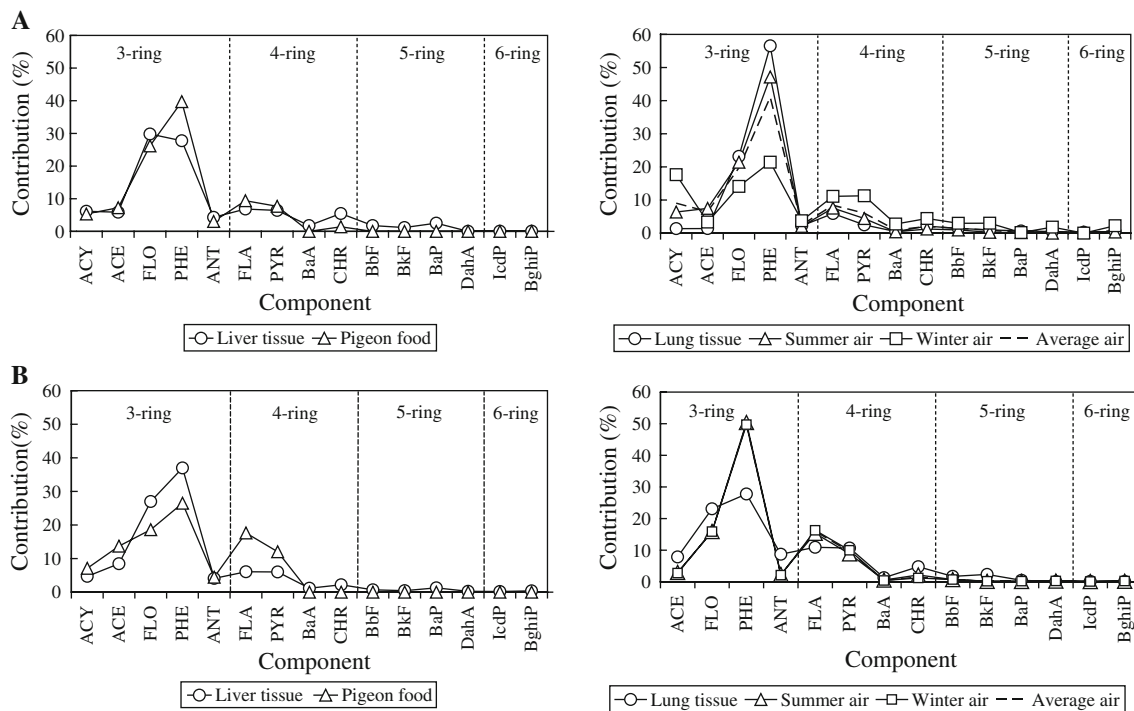 A
60
50
40
30
20
10
0
Contribution (%)
3-ring 4-ring 5-ring 6-ring
ACY ACE FLO PHE ANT FLA PYR BaA CHR BbF BkF BaP DahA IcdP BghiP
Component
Liver tissue Pigeon food
60
50
40
30
20
10
0
Contribution (%)
3-ring 4-ring 5-ring 6-ring
ACY ACE FLO PHE ANT FLA PYR BaA CHR BbF BkF BaP DahA IcdP BghiP
Component
Lung tissue Summer air Winter air Average air
B
60
50
40
30
20
10
0
Contribution(%)
3-ring 4-ring 5-ring 6-ring
ACY ACE FLO PHE ANT FLA PYR BaA CHR BbF BkF BaP DahA IcdP BghiP
Component
Liver tissue Pigeon food
60
50
40
30
20
10
0
Contribution (%)
3-ring 4-ring 5-ring 6-ring
ACE FLO PHE ANT FLA PYR BaA CHR BbF BkF BaP DahA IcdP BghiP
Component
Lung tissue Summer air Winter air Average air